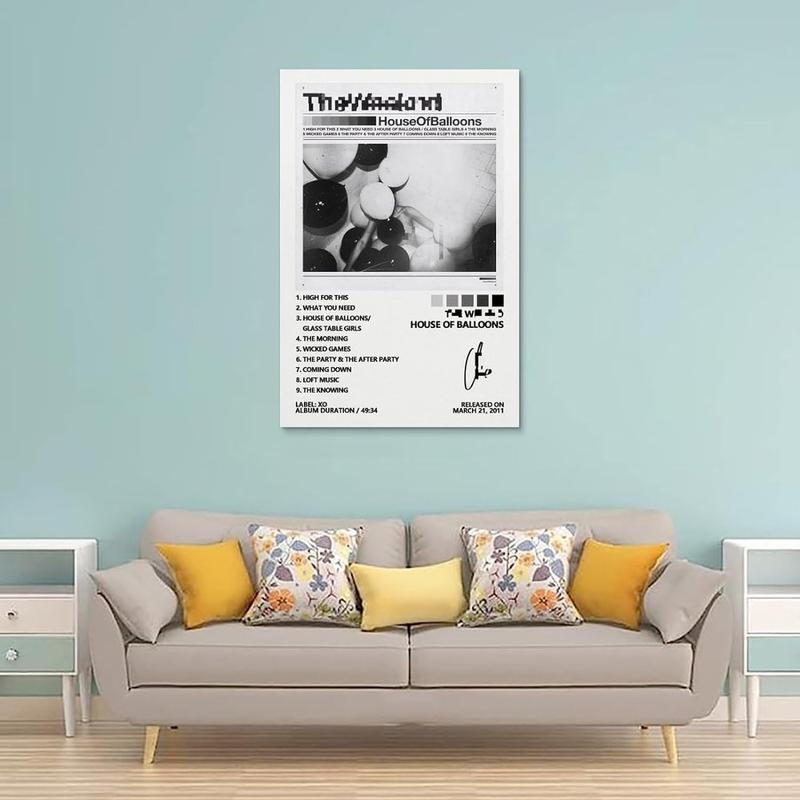 HouseOfBalloons
1 HIGH FOR THIS 2 WHAT YOU NEED 3 HOUSE OF BALLOONS / GLASS TABLE GIRLS 4 THE MORNING
5 WICKED GAMES 6 THE PARTY & THE AFTER PARTY 7 COMING DOWN 8 LOFT MUSIC 9 THE KNOWING
1. HIGH FOR THIS
2. WHAT YOU NEED
3. HOUSE OF BALLOONS/
GLASS TABLE GIRLS
4. THE MORNING
5. WICKED GAMES
6. THE PARTY & THE AFTER PARTY
7. COMING DOWN
8. LOFT MUSIC
9. THE KNOWING
LABEL: XO
ALBUM DURATION / 49:34
HOUSE OF BALLOONS
RELEASED ON
MARCH 21, 2011